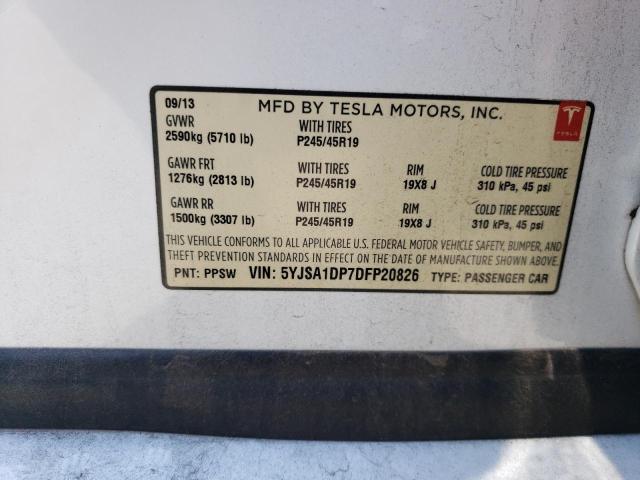 09/13 MFD BY TESLA MOTORS, INC.
GVWR WITH TIRES
2590kg (5710 lb) P245/45R19
TESLA
GAWR FRT WITH TIRES RIM COLD TIRE PRESSURE
1276kg (2813 lb) P245/45R19 19X8 J 310 kPa, 45 psi
GAWR RR WITH TIRES RIM COLD TIRE PRESSURE
1500kg (3307 lb) P245/45R19 19X8 J 310 kPa, 45 psi
THIS VEHICLE CONFORMS TO ALL APPLICABLE U.S. FEDERAL MOTOR VEHICLE SAFETY, BUMPER, AND
THEFT PREVENTION STANDARDS IN EFFECT ON THE DATE OF MANUFACTURE SHOWN ABOVE.
PNT: PPSW VIN: 5YJSA1DP7DFP20826 TYPE: PASSENGER CAR